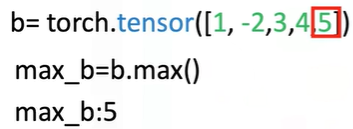 b= torch.tensor([1, -2,3,4,5])
max_b=b.max()
max_b:5